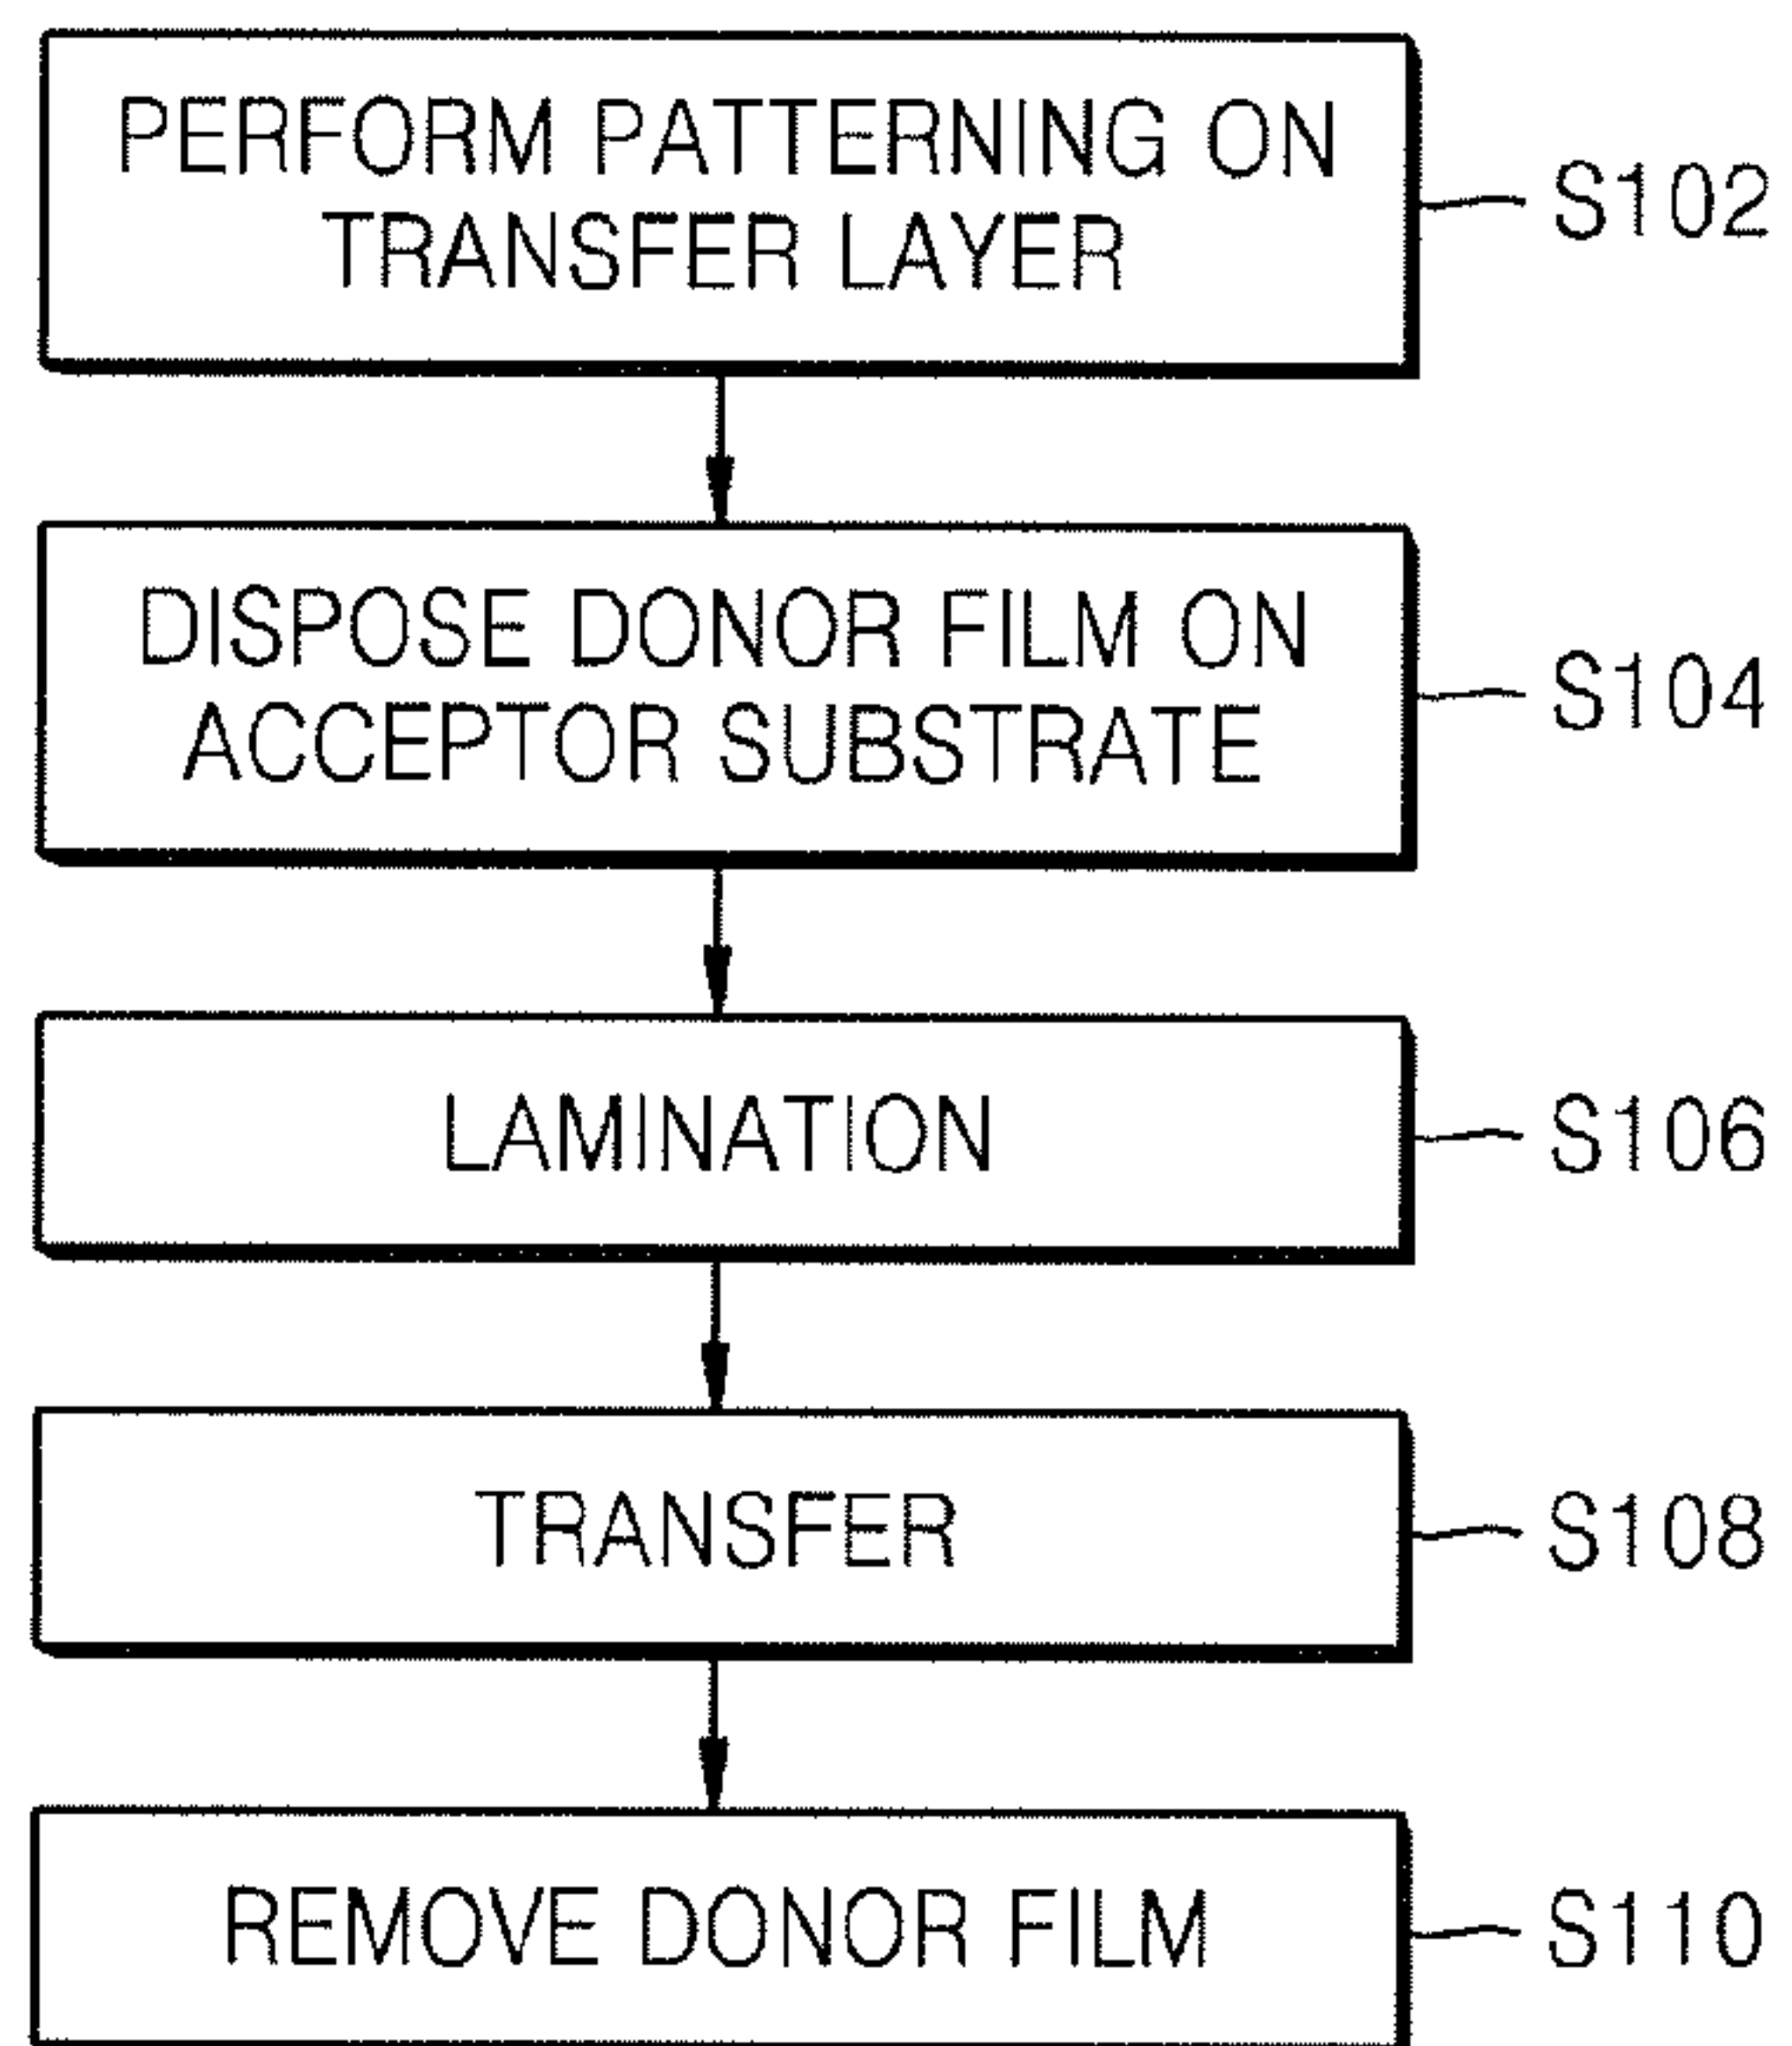 PERFORM PATTERNING ON
TRANSFER LAYER
S102
DISPOSE DONOR FILM ON
ACCEPTOR SUBSTRATE
S104
LAMINATION
S106
TRANSFER
S108
REMOVE DONOR FILM
S110